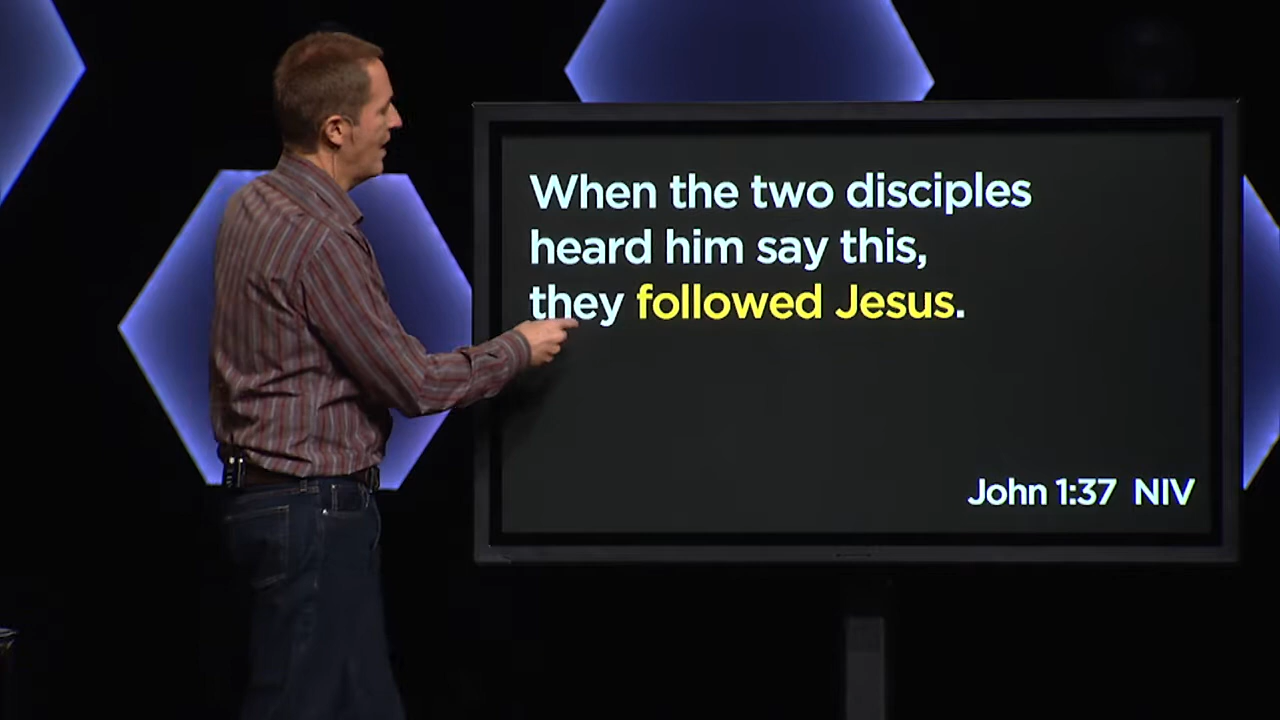 When the two disciples
heard him say this,
they followed Jesus.
John 1:37 NIV